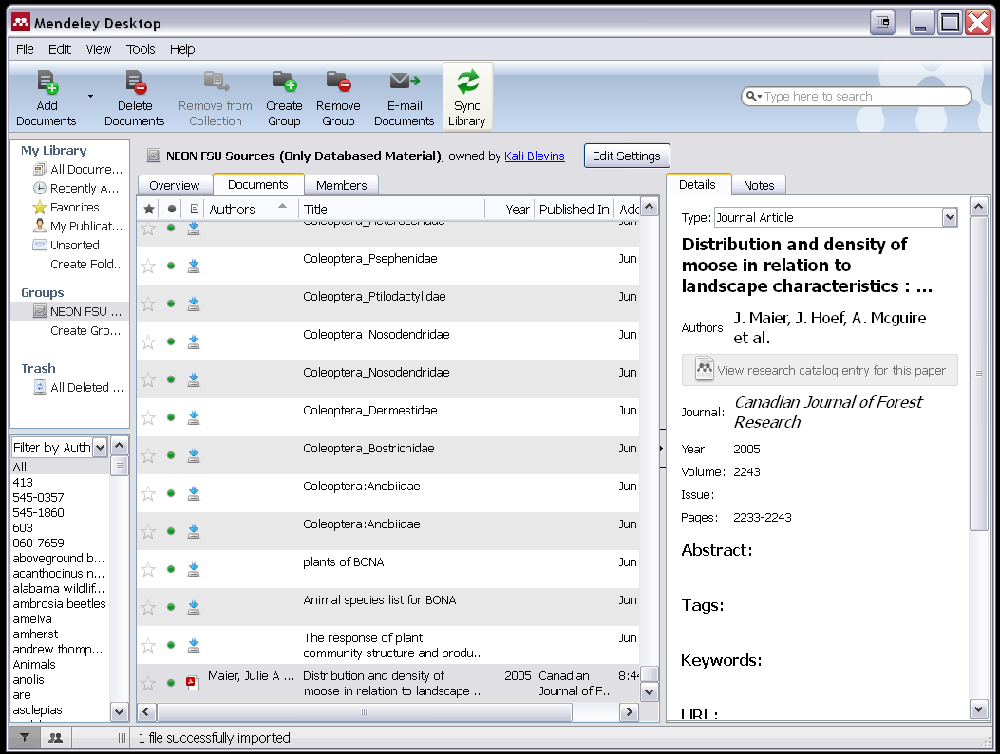 Mendeley Desktop
File Edit View Tools Help
Add Documents
Delete Documents
Remove from Collection
Create Group
Remove Group
E-mail Documents
Sync Library
Type here to search
My Library
All Docume...
Recently A...
Favorites
My Publicat...
Unsorted
Create Fold..
Groups
NEON FSU ...
Create Gro...
Trash
All Deleted ...
Filter by Auth
All
413
545-0357
545-1860
603
868-7659
aboveground b...
acanthocinus n...
alabama wildlif...
ambrosia beetles
ameiva
amherst
andrew thomp...
Animals
anolis
are
asclepias
NEON FSU Sources (Only Databased Material), owned by Kali Blevins
Edit Settings
Overview Documents Members
Authors Title Year Published In Adc
Coleoptera_Heteroceridae Jun
Coleoptera_Psephenidae Jun
Coleoptera_Ptilodactylidae Jun
Coleoptera_Nosodendridae Jun
Coleoptera_Nosodendridae Jun
Coleoptera_Dermestidae Jun
Coleoptera_Bostrichidae Jun
Coleoptera:Anobiidae Jun
Coleoptera:Anobiidae Jun
plants of BONA Jun
Animal species list for BONA Jun
The response of plant Jun
community structure and produ..
Maier, Julie A ... Distribution and density of 2005 Canadian 8:44
moose in relation to landscape .. Journal of F..
Details Notes
Type: Journal Article
Distribution and density of
moose in relation to
landscape characteristics : ...
Authors: J. Maier, J. Hoef, A. Mcguire
et al.
View research catalog entry for this paper
Journal: Canadian Journal of Forest
Research
Year: 2005
Volume: 2243
Issue:
Pages: 2233-2243
Abstract:
Tags:
Keywords:
URL:
1 file successfully imported